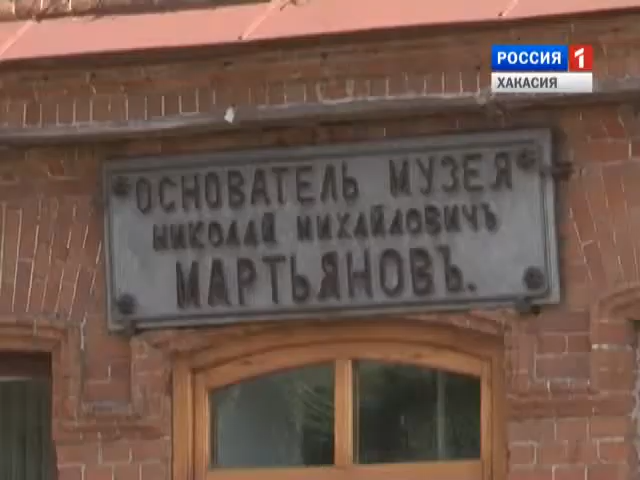 РОССИЯ 1
ХАКАСИЯ
ОСНОВАТЕЛЬ МУЗЕЯ
НИКОЛАЙ МИХАЙЛОВИЧЪ
МАРТЬЯНОВЪ.